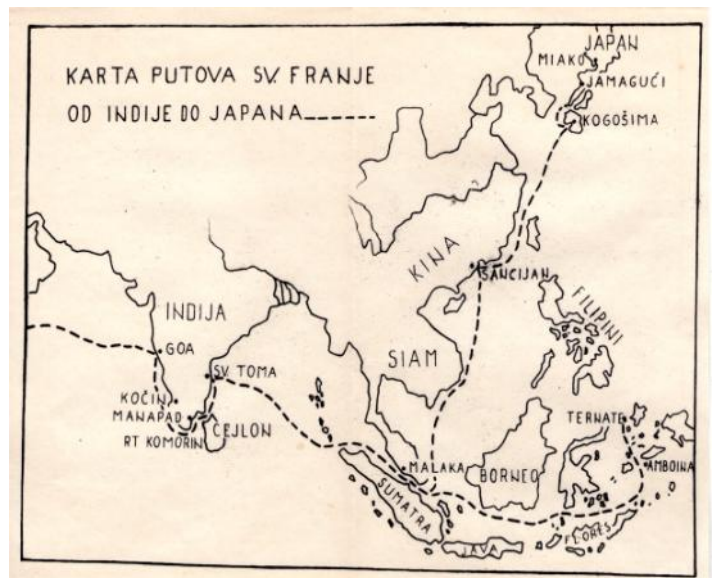 KARTA PUTOVA SV. FRANJE
OD INDIJE DO JAPANA
JAPAN
MIAKO
JAMAGUĆI
KOGOŠIMA
KINA
ŠANCIJAN
INDIJA
GOA
SV. TOMA
SIAM
FILIPINI
KOČIN
MANAPAD
RT KOMORIN
CEJLON
TERNATE
MALAKA
BORNEO
AMBOINA
SUMATRA
JAVA
FLORES